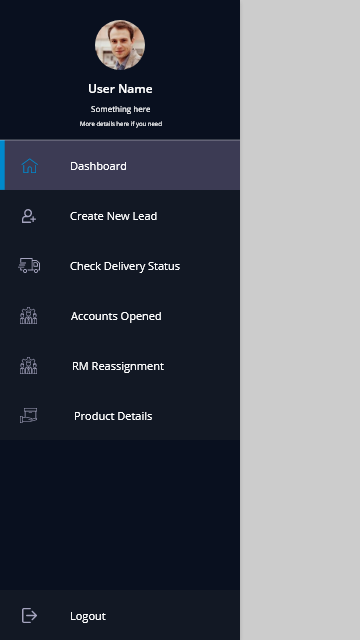 User Name
Something here
More details here if you need
Dashboard
Create New Lead
Check Delivery Status
Accounts Opened
RM Reassignment
Product Details
Logout